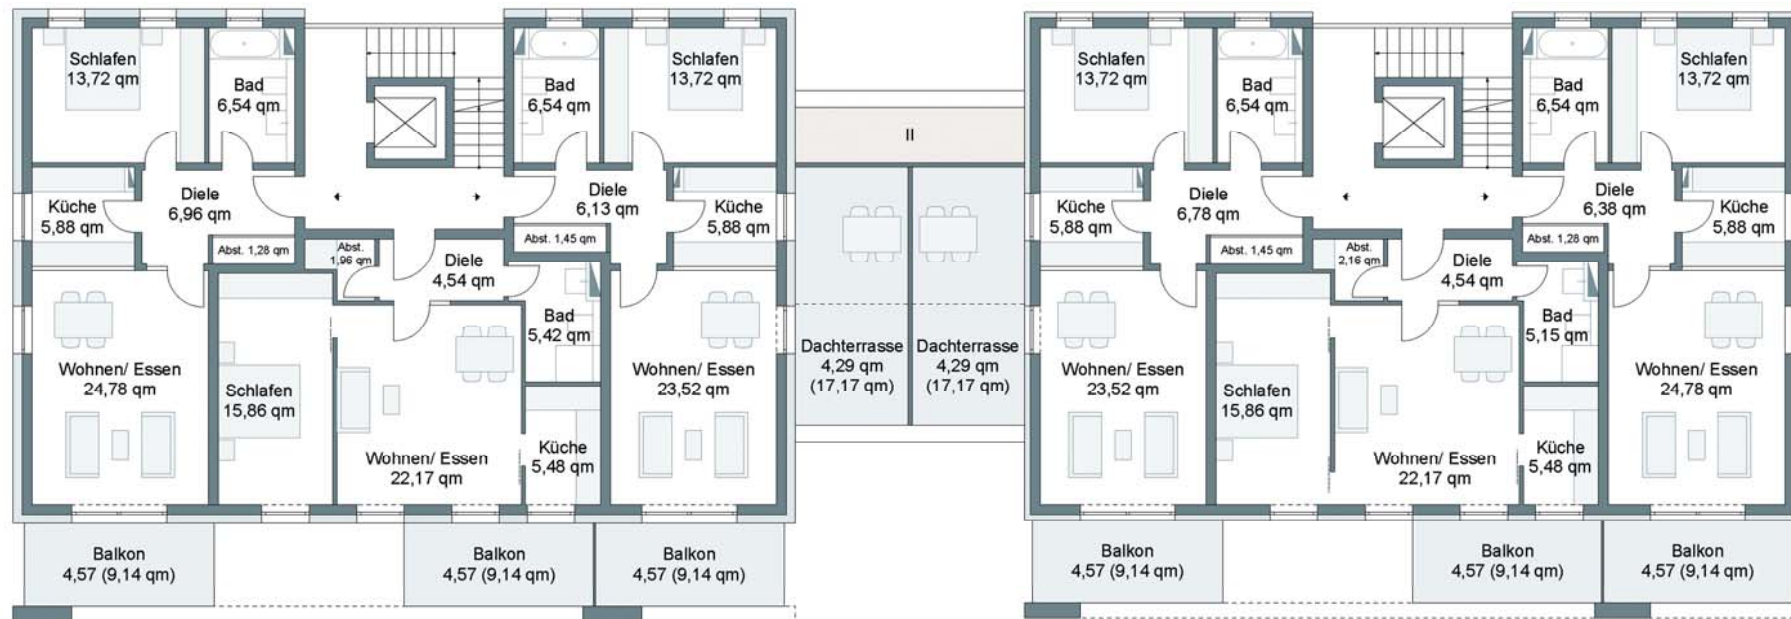 Schlafen
13,72 qm
Bad
6,54 qm
Bad
6,54 qm
Schlafen
13,72 qm
Küche
5,88 qm
Diele
6,96 qm
Abst. 1,28 qm
Diele
6,13 qm
Abst. 1,45 qm
Küche
5,88 qm
Abst.
1,96 qm
Diele
4,54 qm
Bad
5,42 qm
Wohnen/ Essen
24,78 qm
Schlafen
15,86 qm
Wohnen/ Essen
22,17 qm
Küche
5,48 qm
Wohnen/ Essen
23,52 qm
Balkon
4,57 (9,14 qm)
Balkon
4,57 (9,14 qm)
Balkon
4,57 (9,14 qm)
II
Dachterrasse
4,29 qm
(17,17 qm)
Dachterrasse
4,29 qm
(17,17 qm)
Schlafen
13,72 qm
Bad
6,54 qm
Bad
6,54 qm
Schlafen
13,72 qm
Küche
5,88 qm
Diele
6,78 qm
Abst. 1,45 qm
Diele
6,38 qm
Abst. 1,28 qm
Küche
5,88 qm
Abst.
2,16 qm
Diele
4,54 qm
Bad
5,15 qm
Wohnen/ Essen
23,52 qm
Schlafen
15,86 qm
Wohnen/ Essen
22,17 qm
Küche
5,48 qm
Wohnen/ Essen
24,78 qm
Balkon
4,57 (9,14 qm)
Balkon
4,57 (9,14 qm)
Balkon
4,57 (9,14 qm)